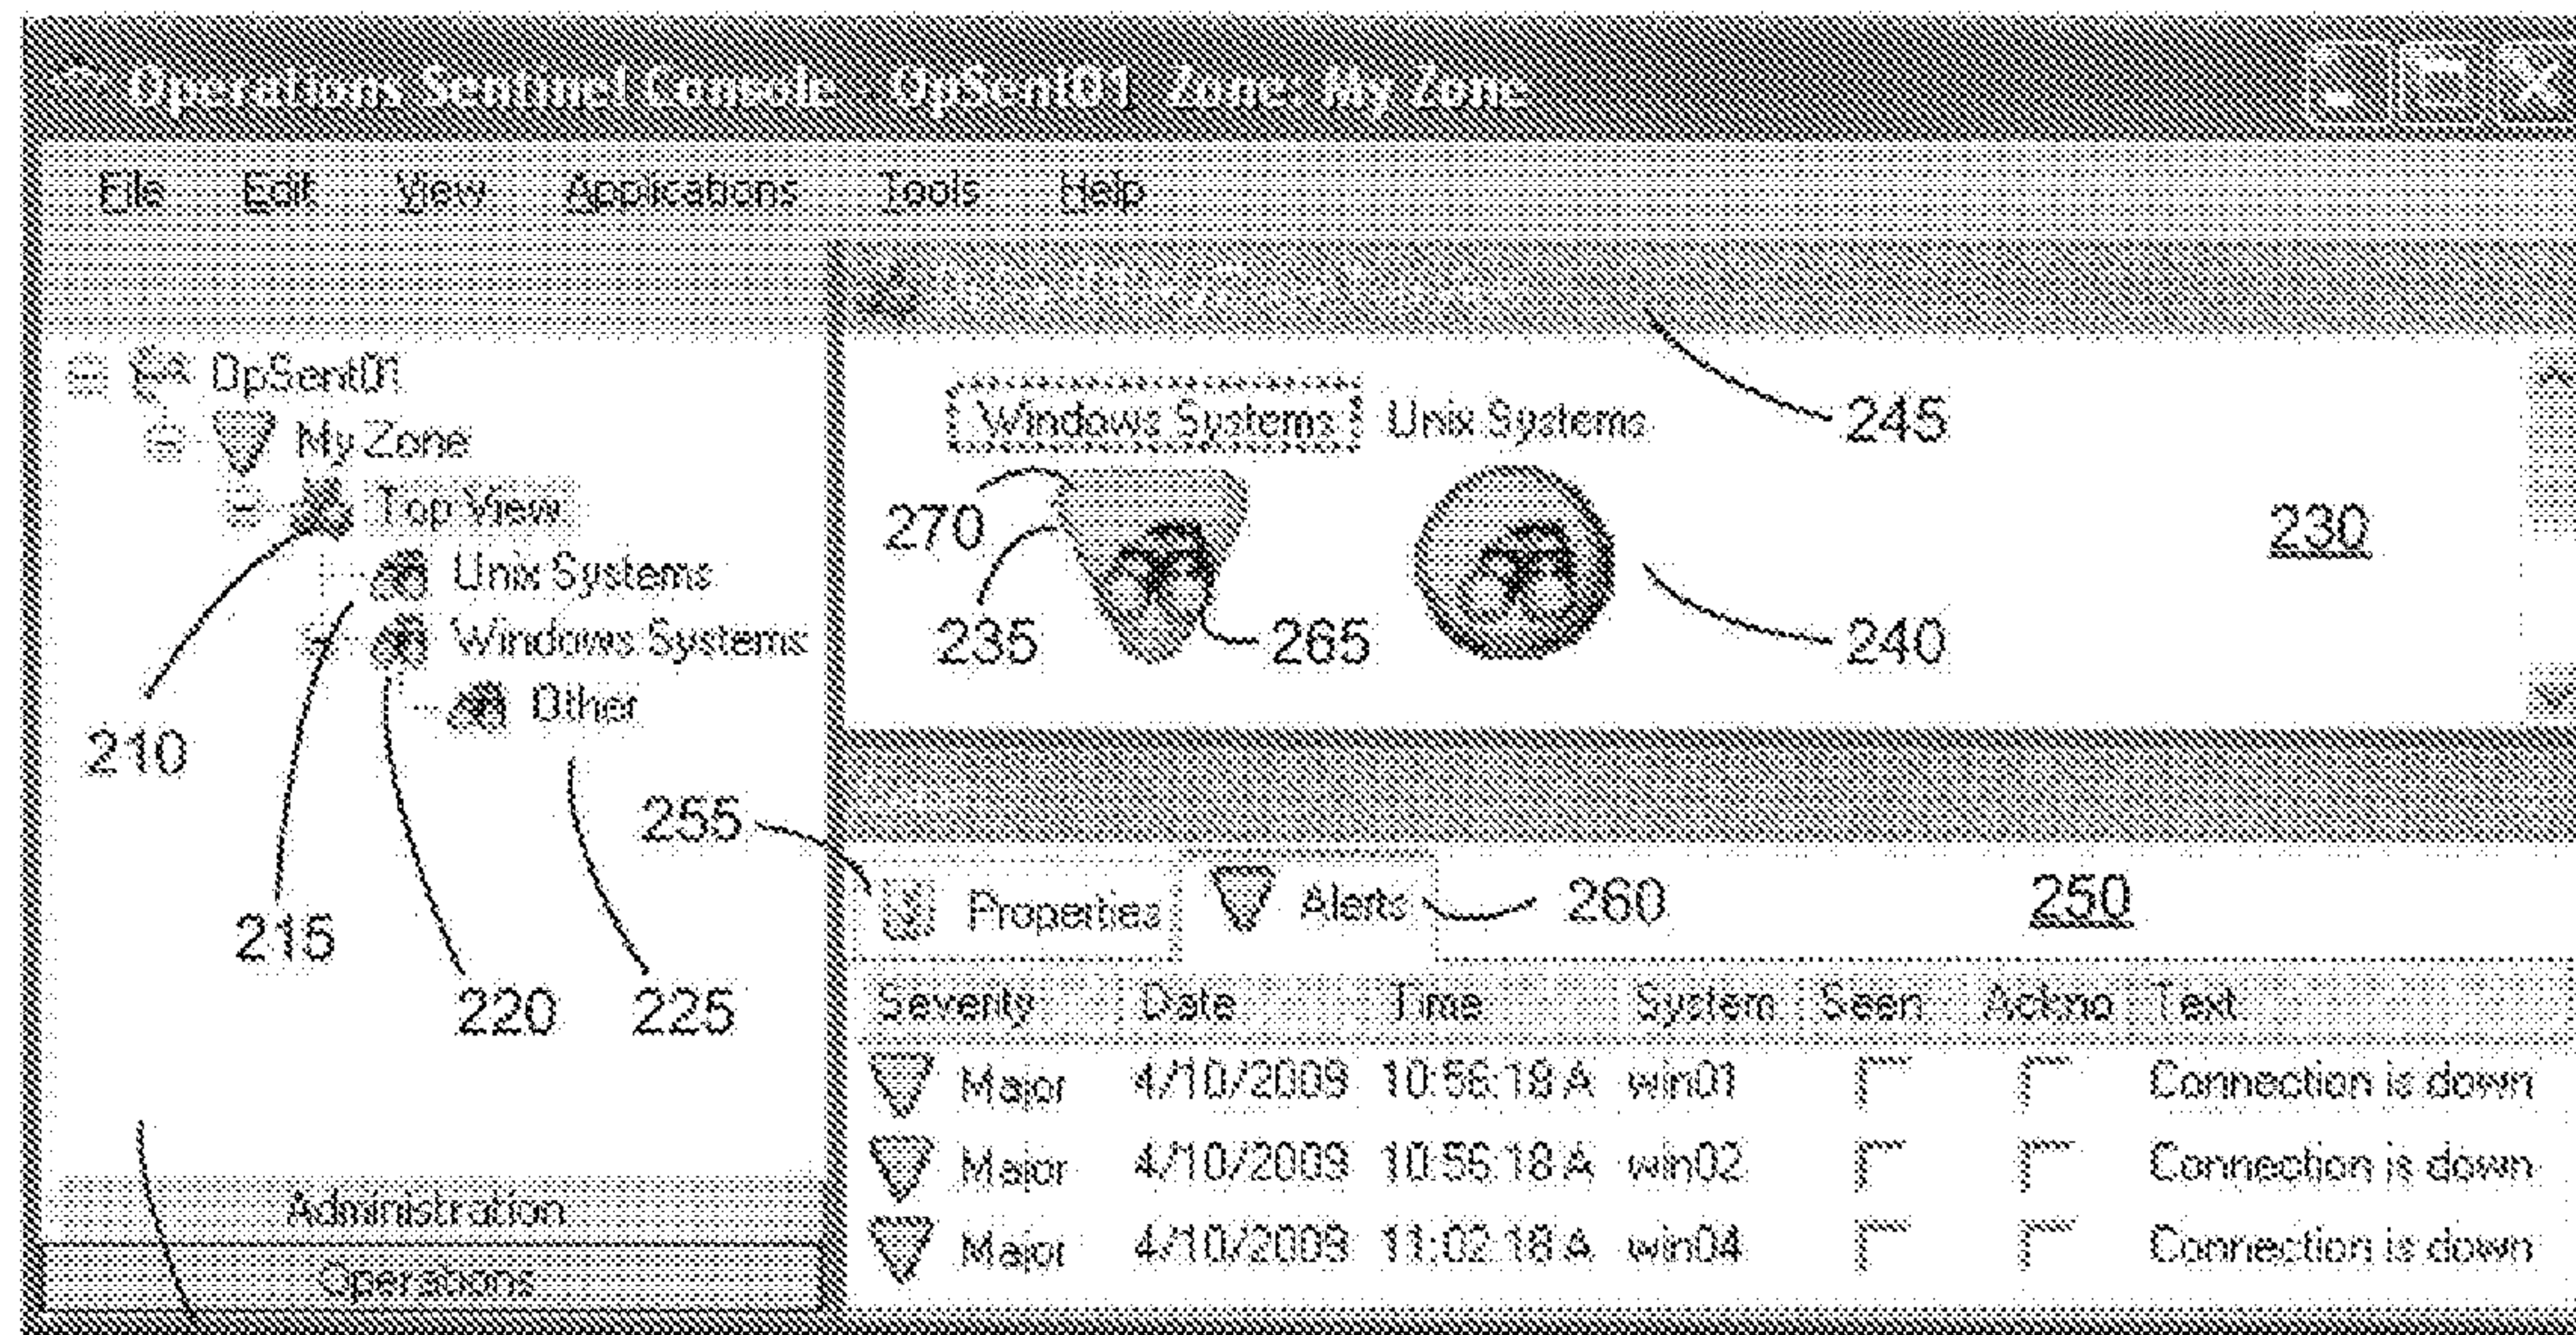 Operations Sentinel Console - OpSent01 Zone: My Zone
File Edit View Applications Tools Help
OpSent01
My Zone
Top View
Unix Systems
Windows Systems
Other
210
215
220
225
Administration
Operations
Windows Systems Unix Systems
245
270
230
235
265
240
255
Properties Alerts 260 250
Severity Date Time System Seen Ackno Text
Major 4/10/2009 10:56:19 A win01 Connection is down
Major 4/10/2009 10:56:18 A win02 Connection is down
Major 4/10/2009 11:02:18 A win04 Connection is down